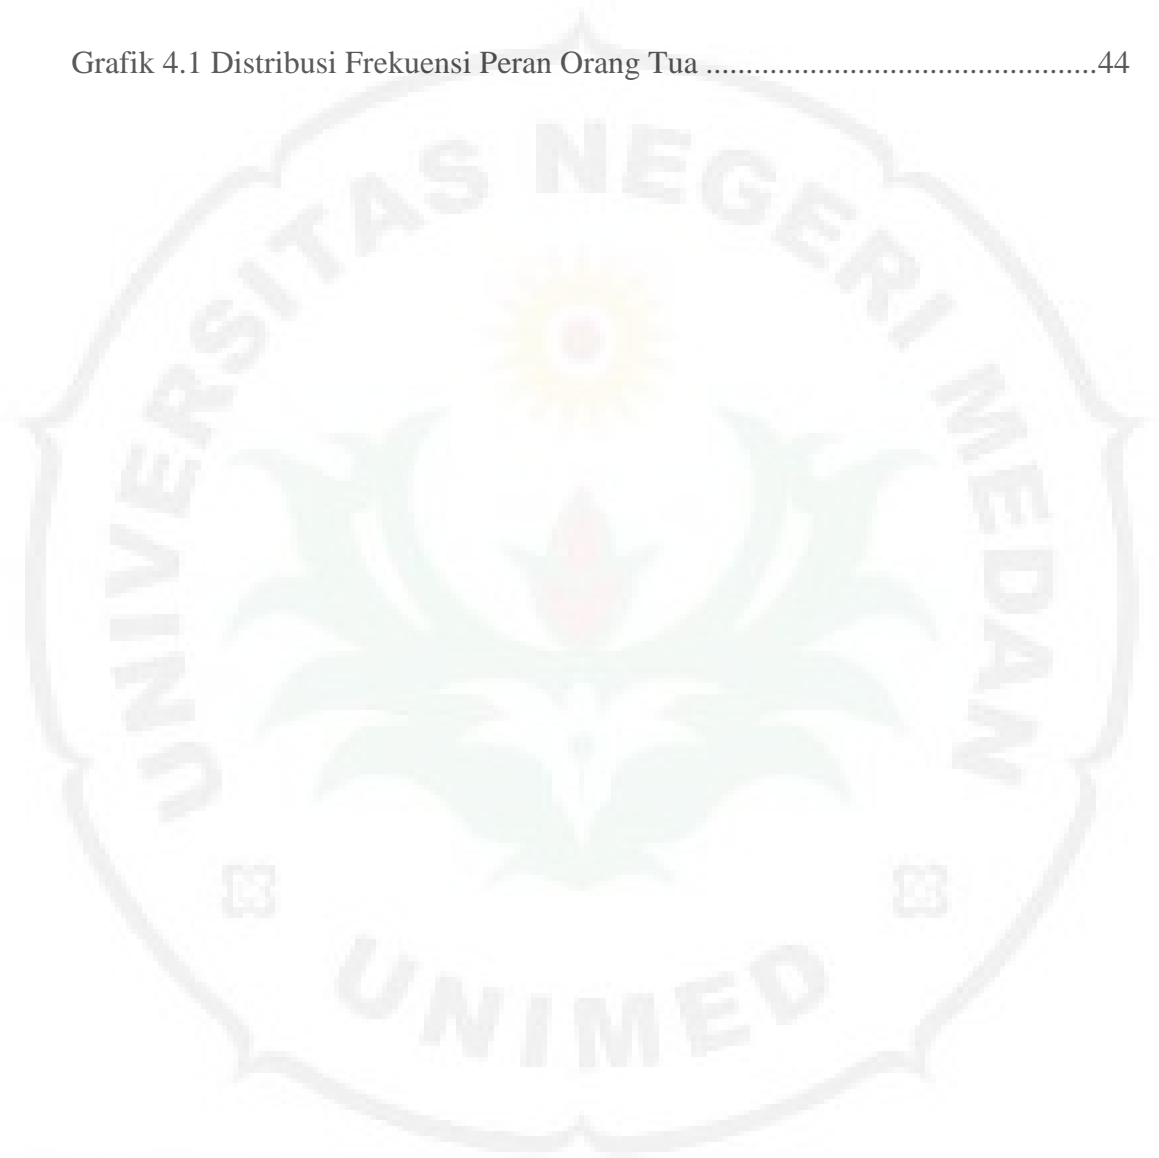 Grafik 4.1 Distribusi Frekuensi Peran Orang Tua .................................................44
UNIVERSITAS NEGERI MEDAN
UNIMED